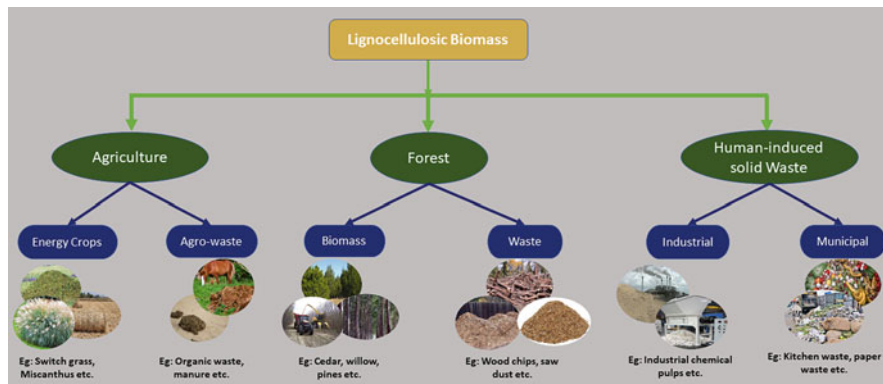 Lignocellulosic Biomass
Agriculture
Forest
Human-induced
solid Waste
Energy Crops
Agro-waste
Biomass
Waste
Industrial
Municipal
Eg: Switch grass,
Miscanthus etc.
Eg: Organic waste,
manure etc.
Eg: Cedar, willow,
pines etc.
Eg: Wood chips, saw
dust etc.
Eg: Industrial chemical
pulps etc.
Eg: Kitchen waste, paper
waste etc.